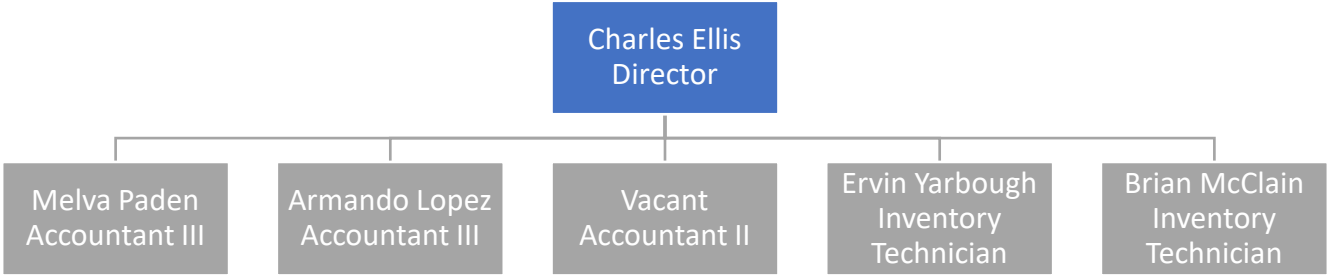 Charles Ellis
Director
Melva Paden
Accountant III
Armando Lopez
Accountant III
Vacant
Accountant II
Ervin Yarbough
Inventory
Technician
Brian McClain
Inventory
Technician